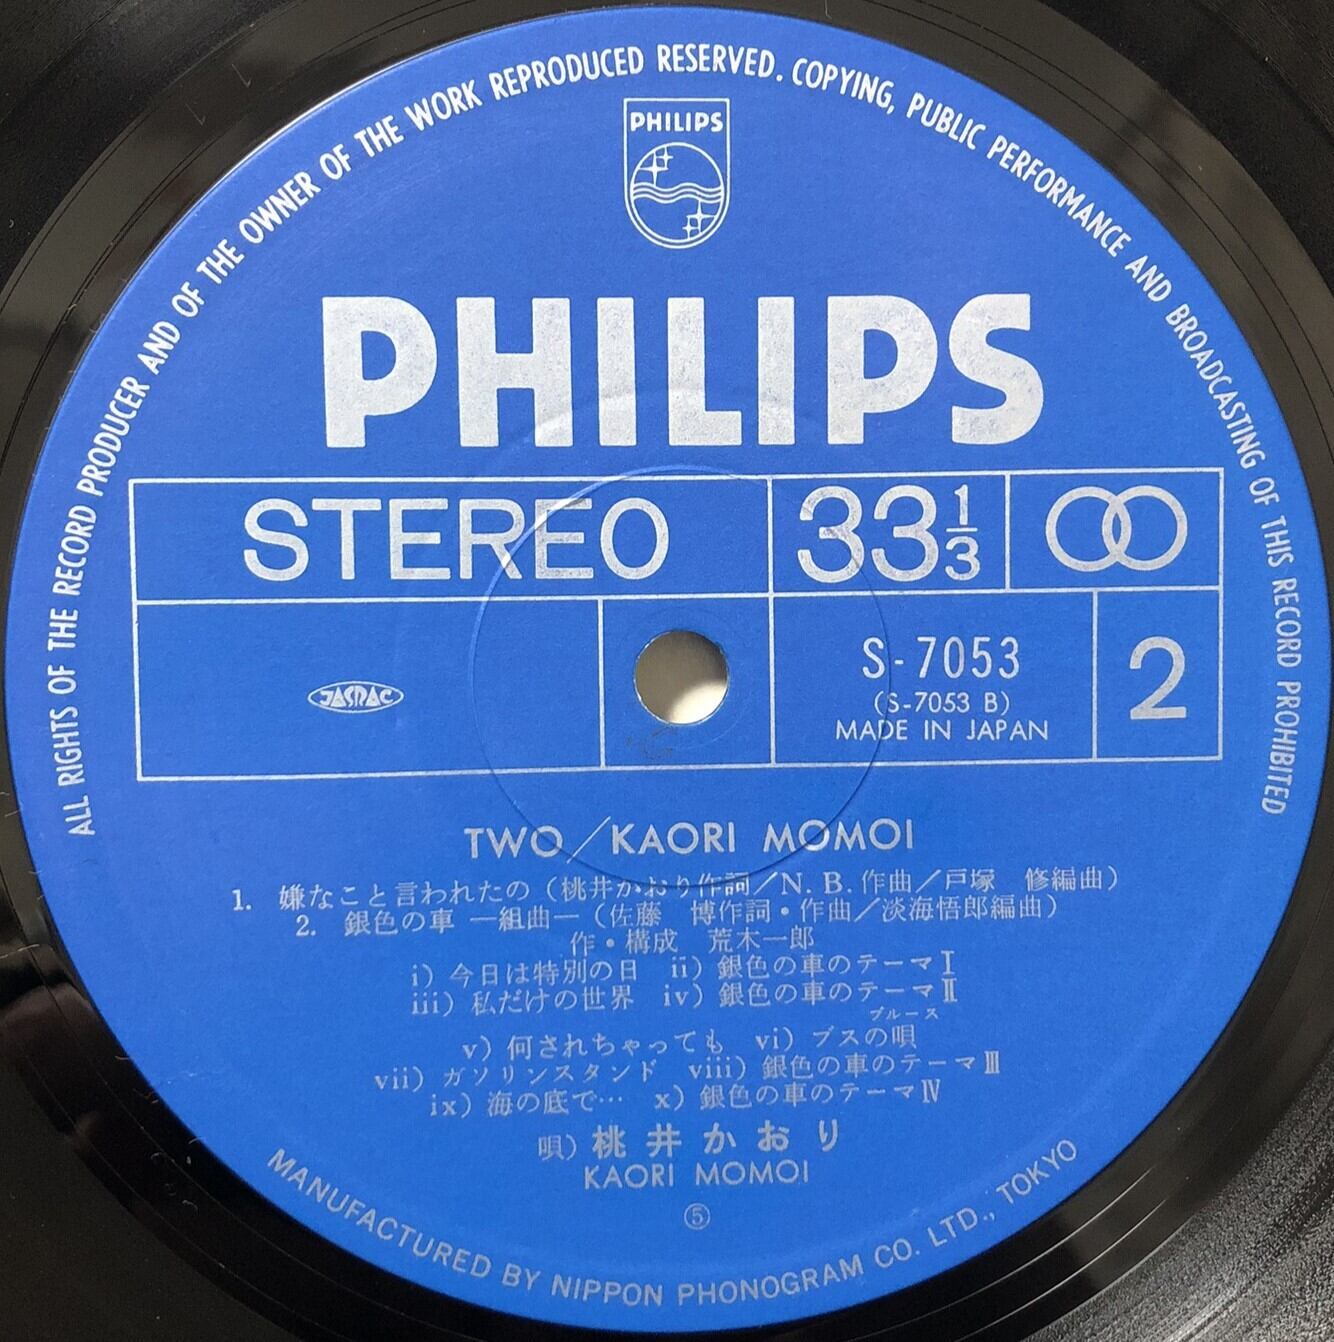 ALL RIGHTS OF THE RECORD PRODUCER AND OF THE OWNER OF THE WORK REPRODUCED RESERVED. COPYING, PUBLIC PERFORMANCE AND BROADCASTING OF THIS RECORD PROHIBITED
PHILIPS
PHILIPS
STEREO 33 1/3
JASRAC
S-7053
(S-7053 B)
MADE IN JAPAN
2
TWO/KAORI MOMOI
1. 嫌なこと言われたの(桃井かおり作詞/N.B.作曲/戸塚 修編曲)
2. 銀色の車 —組曲—(佐藤 博作詞・作曲/淡海悟郎編曲)
作・構成 荒木一郎
i) 今日は特別の日 ii) 銀色の車のテーマⅠ
iii) 私だけの世界 iv) 銀色の車のテーマⅡ
ブルース
v) 何されちゃっても vi) ブスの唄
vii) ガソリンスタンド viii) 銀色の車のテーマⅢ
ix) 海の底で… x) 銀色の車のテーマⅣ
唄) 桃井かおり
KAORI MOMOI
⑤
MANUFACTURED BY NIPPON PHONOGRAM CO. LTD., TOKYO